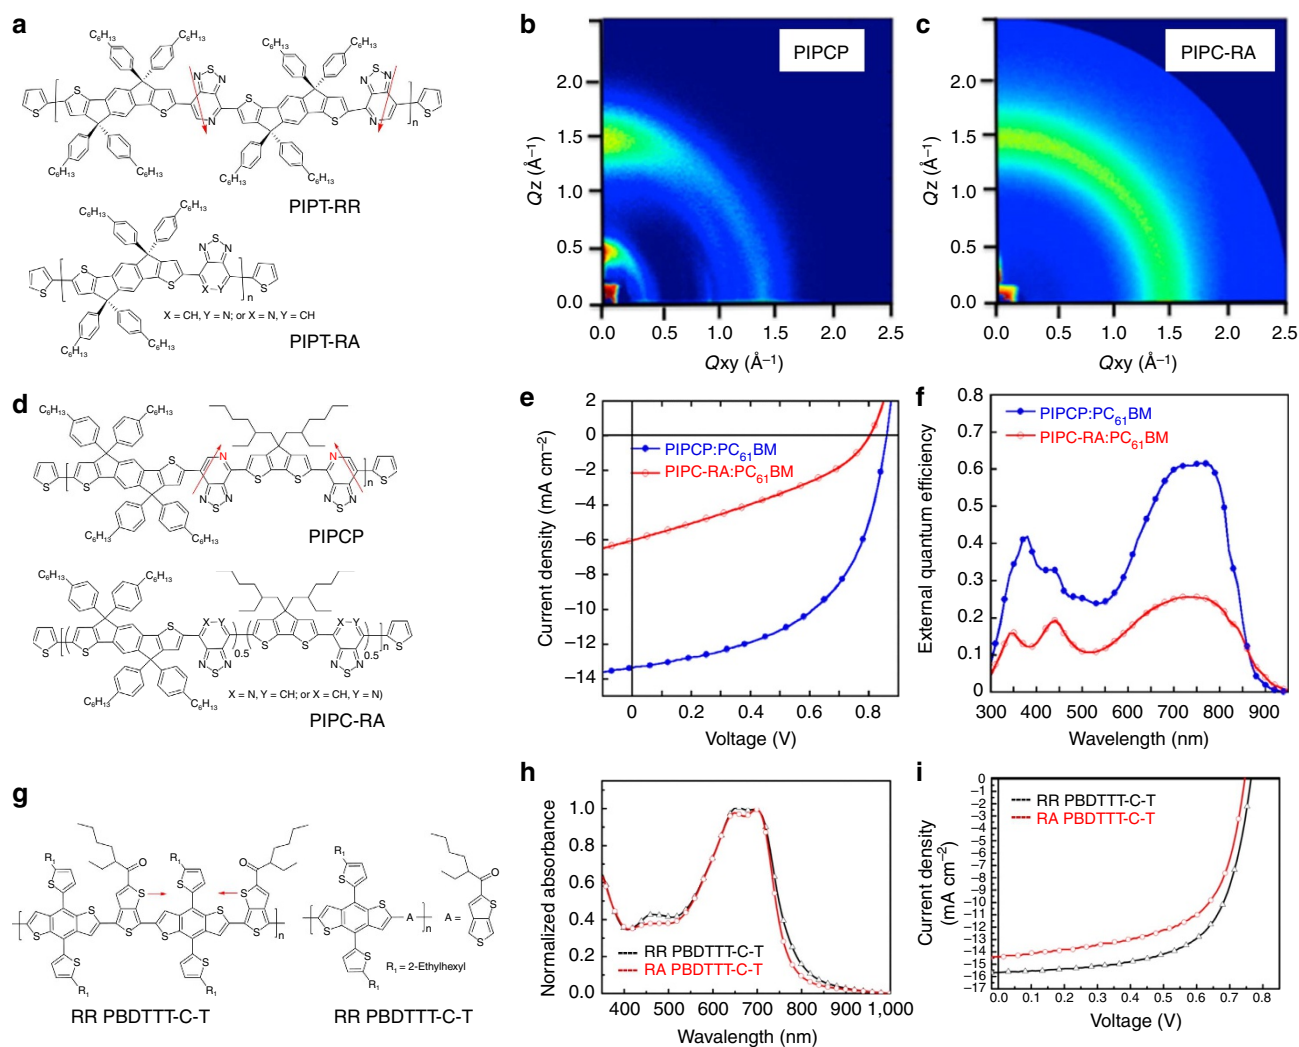 a
C₆H₁₃
C₆H₁₃
C₆H₁₃
C₆H₁₃
S
N
N
S
N
N
S
S
S
S
N
S
S
N
S
n
C₆H₁₃
C₆H₁₃
C₆H₁₃
C₆H₁₃
PIPT-RR
C₆H₁₃
C₆H₁₃
S
N
N
S
S
S
X
Y
n
S
X = CH, Y = N; or X = N, Y = CH
C₆H₁₃
C₆H₁₃
PIPT-RA
b
PIPCP
2.0
1.5
1.0
0.5
0.0
Qz (Å⁻¹)
0.0
0.5
1.0
1.5
2.0
2.5
Qxy (Å⁻¹)
c
PIPC-RA
2.0
1.5
1.0
0.5
0.0
Qz (Å⁻¹)
0.0
0.5
1.0
1.5
2.0
2.5
Qxy (Å⁻¹)
d
C₆H₁₃
C₆H₁₃
S
N
N
S
S
S
N
N
S
S
N
N
S
n
S
C₆H₁₃
C₆H₁₃
PIPCP
C₆H₁₃
C₆H₁₃
S
X
Y
X
Y
S
S
N
N
S
0.5
S
S
N
N
S
0.5
n
S
C₆H₁₃
C₆H₁₃
X = N, Y = CH; or X = CH, Y = N)
PIPC-RA
e
2
0
−2
−4
−6
−8
−10
−12
−14
Current density (mA cm⁻²)
PIPCP:PC₆₁BM
PIPC-RA:PC₆₁BM
0
0.2
0.4
0.6
0.8
Voltage (V)
f
0.8
0.7
0.6
0.5
0.4
0.3
0.2
0.1
0
External quantum efficiency
PIPCP:PC₆₁BM
PIPC-RA:PC₆₁BM
300
400
500
600
700
800
900
Wavelength (nm)
g
R₁
S
O
S
R₁
S
O
S
S
S
S
S
S
S
S
n
S
R₁
S
R₁
RR PBDTTT-C-T
R₁
S
S
S
A
n
S
R₁
A =
O
S
S
R₁ = 2-Ethylhexyl
RR PBDTTT-C-T
h
1.0
0.8
0.6
0.4
0.2
0.0
Normalized absorbance
RR PBDTTT-C-T
RA PBDTTT-C-T
400
500
600
700
800
900
1,000
Wavelength (nm)
i
0
−1
−2
−3
−4
−5
−6
−7
−8
−9
−10
−11
−12
−13
−14
−15
−16
−17
Current density
(mA cm⁻²)
RR PBDTTT-C-T
RA PBDTTT-C-T
0.0
0.1
0.2
0.3
0.4
0.5
0.6
0.7
0.8
Voltage (V)